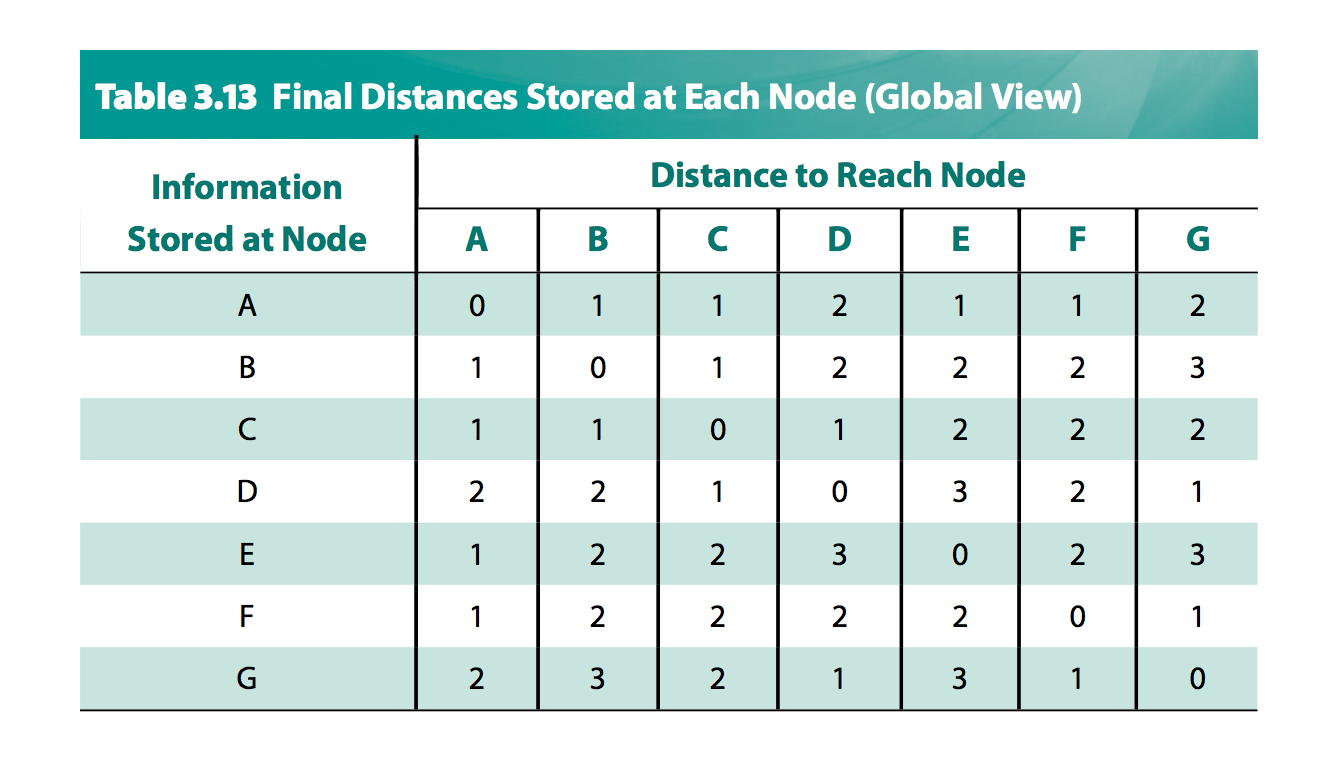 Table 3.13 Final Distances Stored at Each Node (Global View)
Information
Stored at Node
Distance to Reach Node
A B C D E F G
A 0 1 1 2 1 1 2
B 1 0 1 2 2 2 3
C 1 1 0 1 2 2 2
D 2 2 1 0 3 2 1
E 1 2 2 3 0 2 3
F 1 2 2 2 2 0 1
G 2 3 2 1 3 1 0